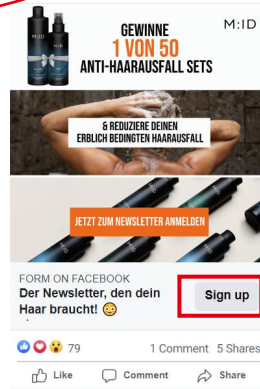 M:ID
GEWINNE
1 VON 50
ANTI-HAARAUSFALL SETS
M:ID
& REDUZIERE DEINEN
ERBLICH BEDINGTEN HAARAUSFALL
JETZT ZUM NEWSLETTER ANMELDEN
FORM ON FACEBOOK
Der Newsletter, den dein
Haar braucht! 😳
Sign up
79
1 Comment 5 Shares
Like
Comment
Share